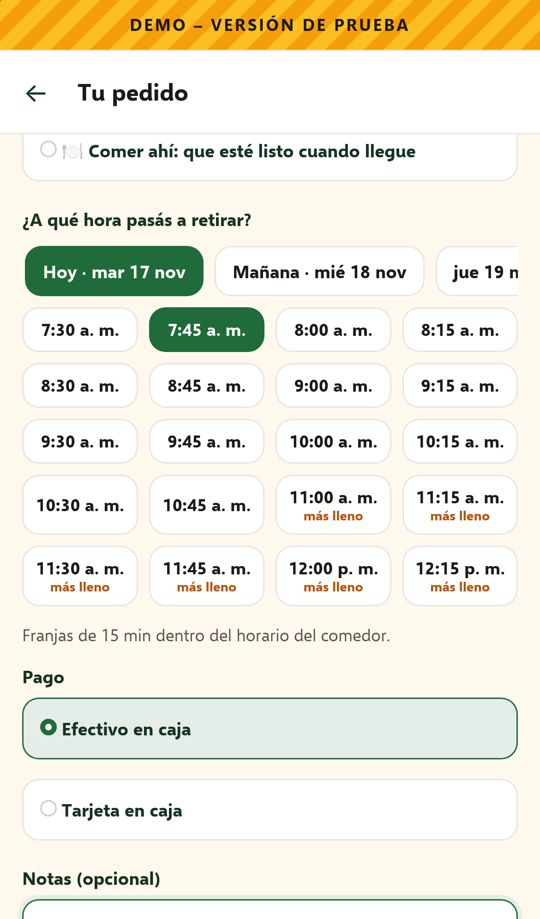 DEMO – VERSIÓN DE PRUEBA
Tu pedido
🍽️ Comer ahí: que esté listo cuando llegue
¿A qué hora pasás a retirar?
Hoy · mar 17 nov
Mañana · mié 18 nov
jue 19 n
7:30 a. m.
7:45 a. m.
8:00 a. m.
8:15 a. m.
8:30 a. m.
8:45 a. m.
9:00 a. m.
9:15 a. m.
9:30 a. m.
9:45 a. m.
10:00 a. m.
10:15 a. m.
10:30 a. m.
10:45 a. m.
11:00 a. m.
más lleno
11:15 a. m.
más lleno
11:30 a. m.
más lleno
11:45 a. m.
más lleno
12:00 p. m.
más lleno
12:15 p. m.
más lleno
Franjas de 15 min dentro del horario del comedor.
Pago
Efectivo en caja
Tarjeta en caja
Notas (opcional)